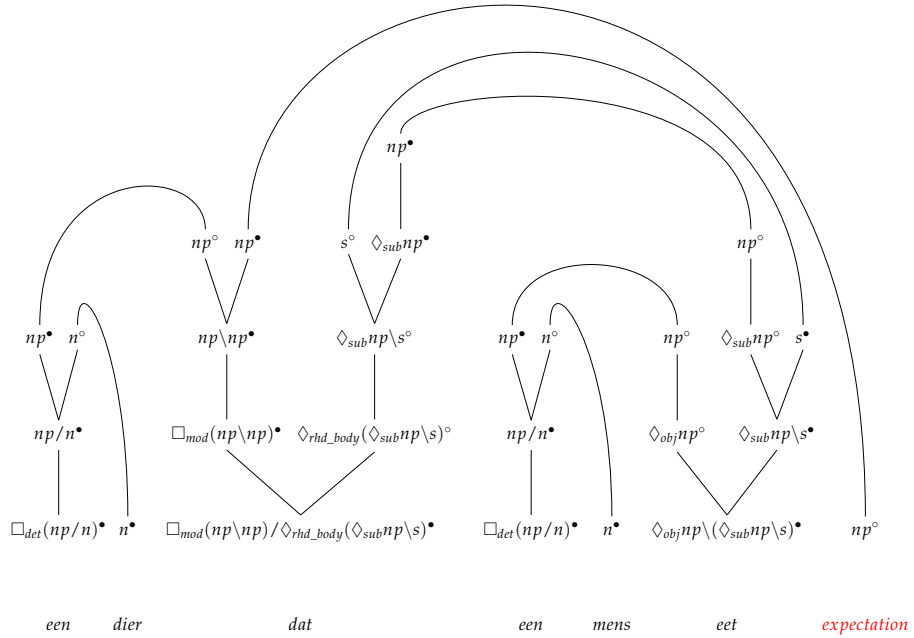 np•
np° np• s° ◇subnp• np°
np• n° np\np• ◇subnp\s° np• n° np° ◇subnp° s•
np/n• □mod(np\np)• ◇rhd_body(◇subnp\s)° np/n• ◇objnp° ◇subnp\s•
□det(np/n)• n• □mod(np\np)/◇rhd_body(◇subnp\s)• □det(np/n)• n• ◇objnp\(◇subnp\s)• np°
een dier dat een mens eet expectation